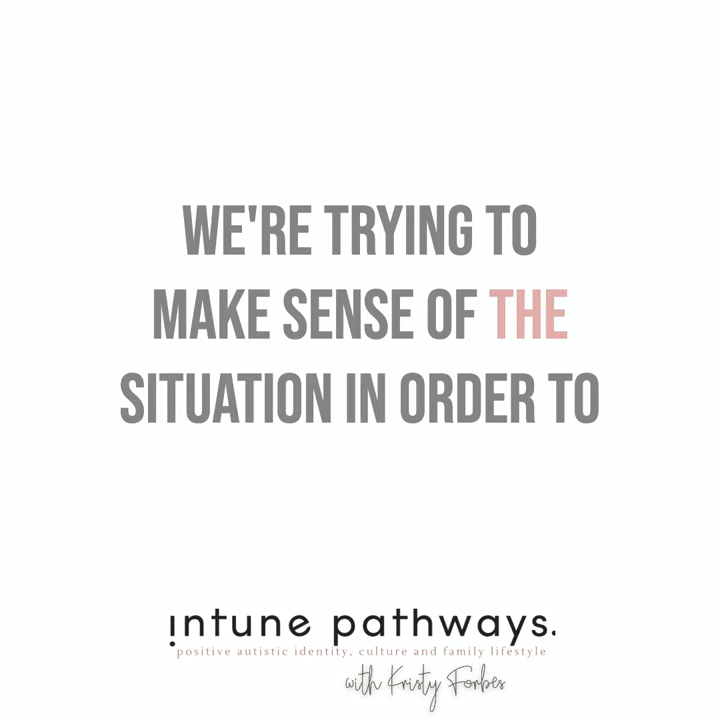 WE'RE TRYING TO
MAKE SENSE OF THE
SITUATION IN ORDER TO
intune pathways.
positive autistic identity, culture and family lifestyle
with Kristy Forbes